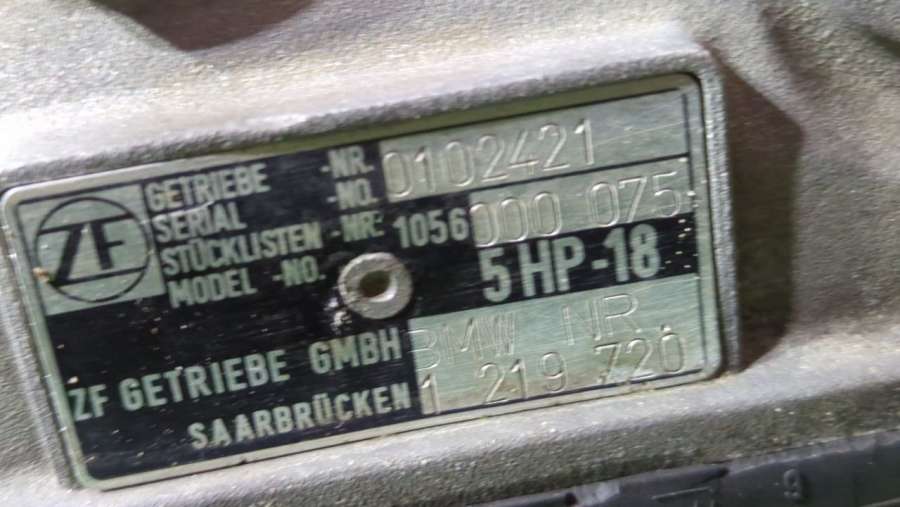 ZF
GETRIEBE -NR. 0102421
SERIAL -NO.
STÜCKLISTEN -NR. 1056 000 075
MODEL -NO. 5 HP-18
ZF GETRIEBE GMBH BMW NR
SAARBRÜCKEN 1 219 720
9